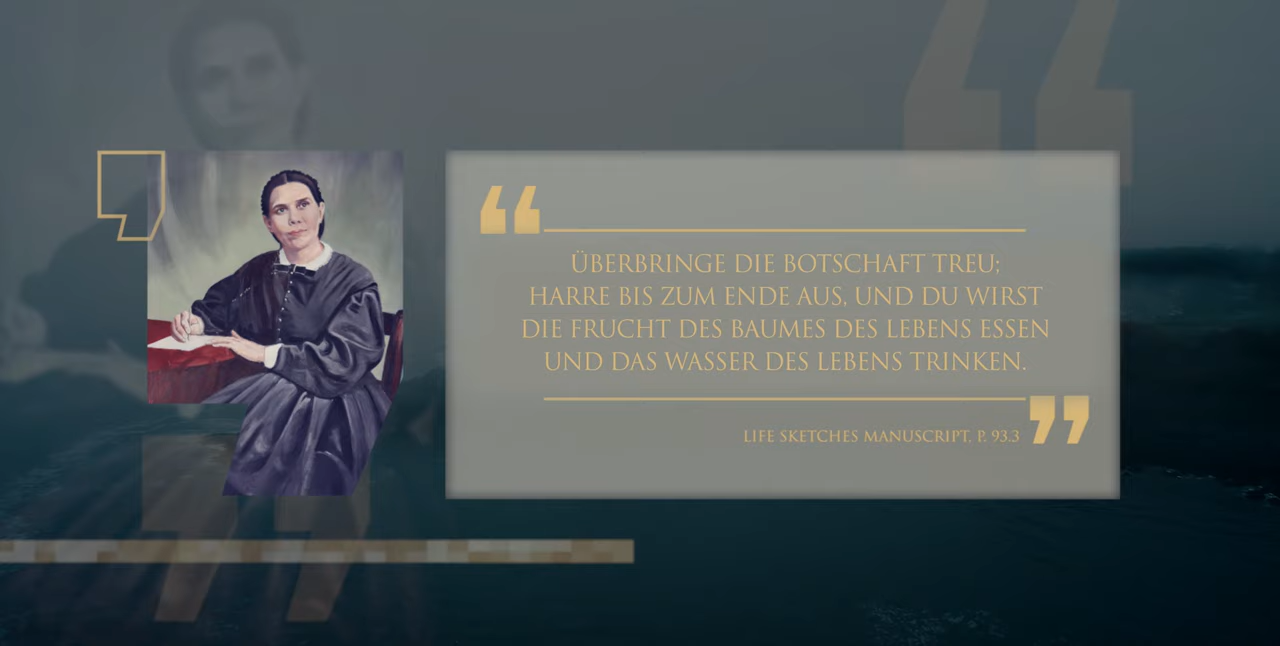 ÜBERBRINGE DIE BOTSCHAFT TREU;
HARRE BIS ZUM ENDE AUS, UND DU WIRST
DIE FRUCHT DES BAUMES DES LEBENS ESSEN
UND DAS WASSER DES LEBENS TRINKEN.
LIFE SKETCHES MANUSCRIPT, P. 93.3